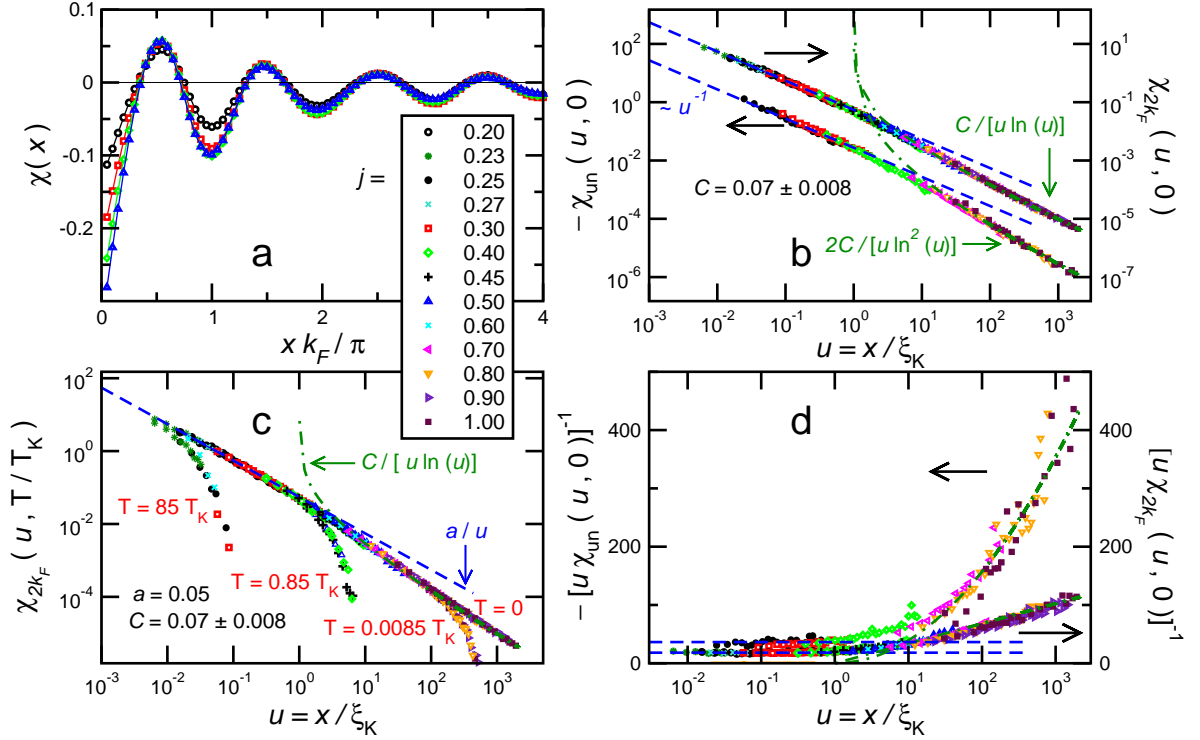 0.1
0
-0.1
-0.2
χ(x)
0
1
2
3
4
x k_F / π
a
j =
0.20
0.23
0.25
0.27
0.30
0.40
0.45
0.50
0.60
0.70
0.80
0.90
1.00
10^2
10^0
10^-2
10^-4
10^-6
− χ_un ( u , 0 )
10^1
10^-1
10^-3
10^-5
10^-7
χ_2k_F ( u , 0 )
~ u^-1
C / [u ln (u)]
C = 0.07 ± 0.008
2C / [u ln^2 (u)]
b
10^-3
10^-2
10^-1
10^0
10^1
10^2
10^3
u = x / ξ_K
10^2
10^0
10^-2
10^-4
χ_2k_F ( u , T / T_K )
c
C / [ u ln (u)]
a / u
T = 85 T_K
T = 0.85 T_K
T = 0
T = 0.0085 T_K
a = 0.05
C = 0.07 ± 0.008
10^-3
10^-2
10^-1
10^0
10^1
10^2
10^3
u = x / ξ_K
400
200
0
− [u χ_un ( u , 0 )]^-1
d
400
200
0
[u χ_2k_F ( u , 0 )]^-1
10^-2
10^-1
10^0
10^1
10^2
10^3
u = x / ξ_K